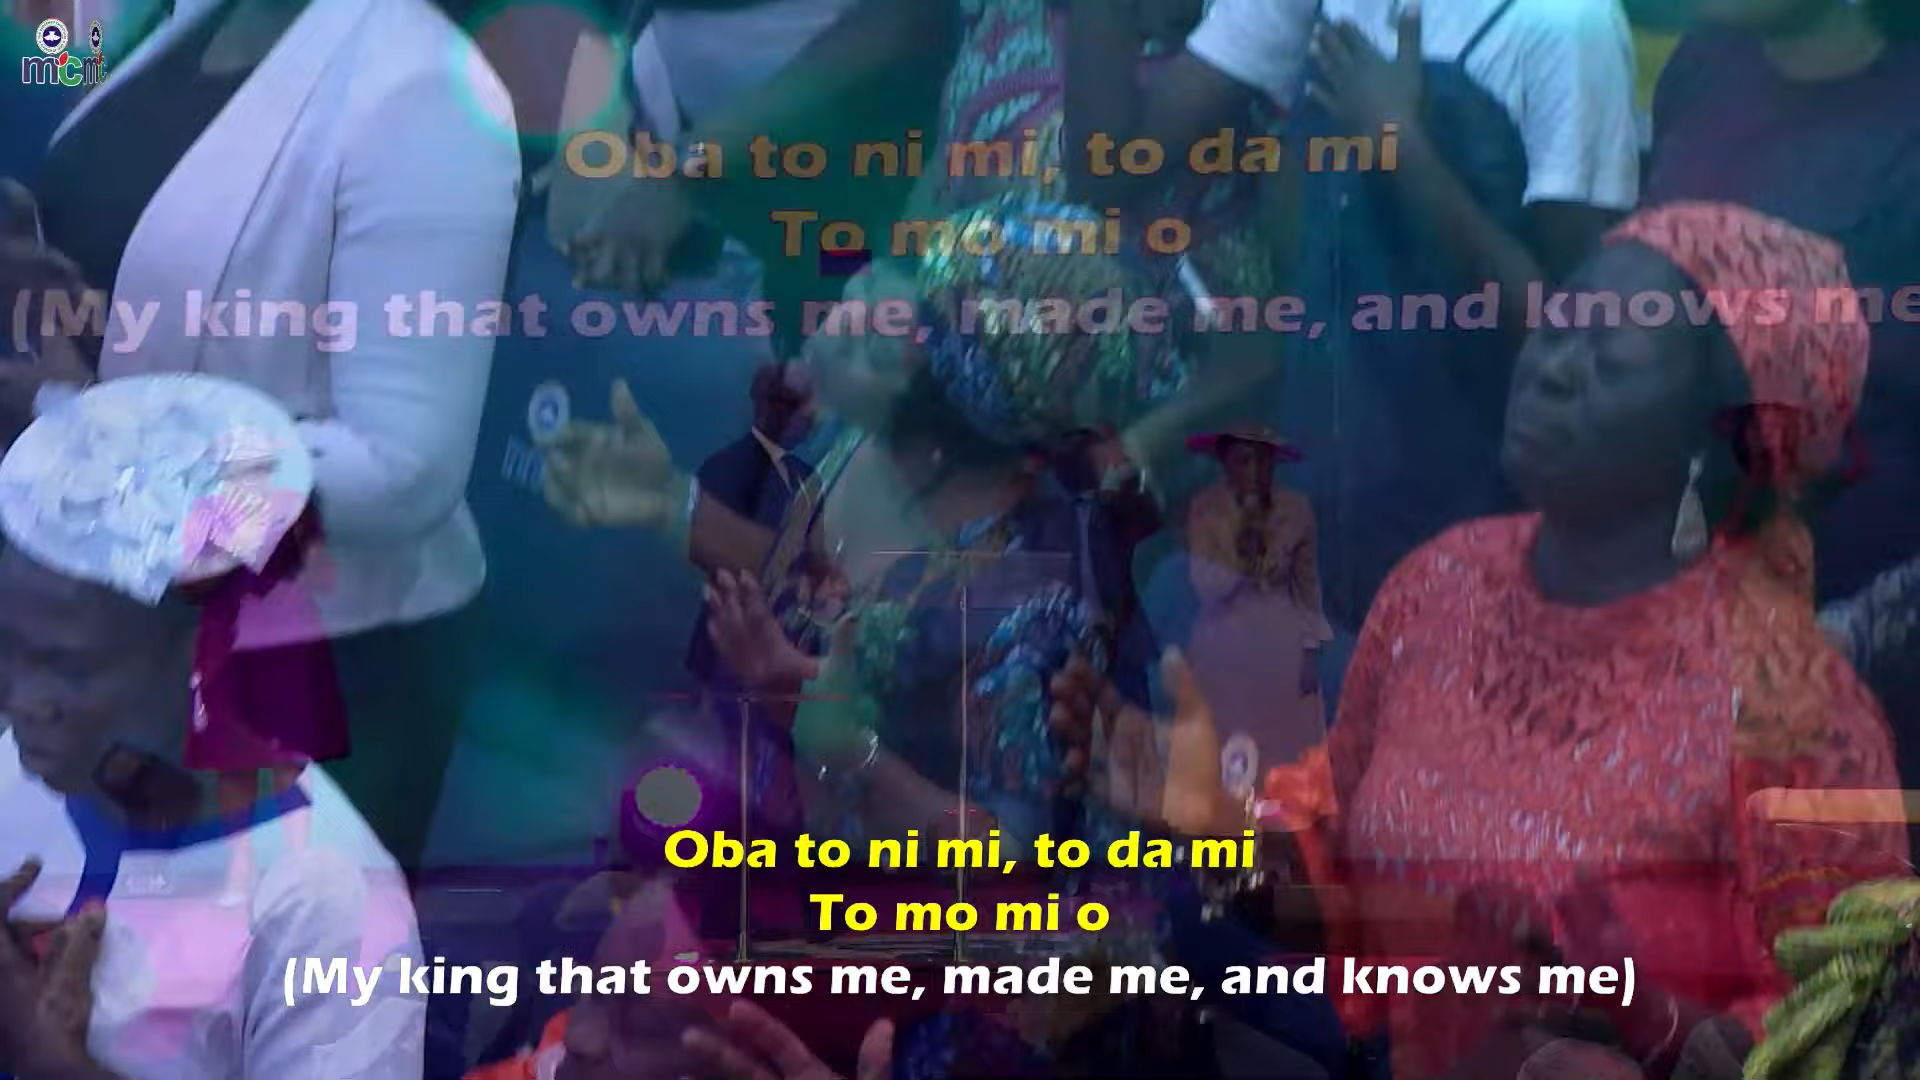 mcmt
Oba to ni mi, to da mi
To mo mi o
(My king that owns me, made me, and knows me
Oba to ni mi, to da mi
To mo mi o
(My king that owns me, made me, and knows me)